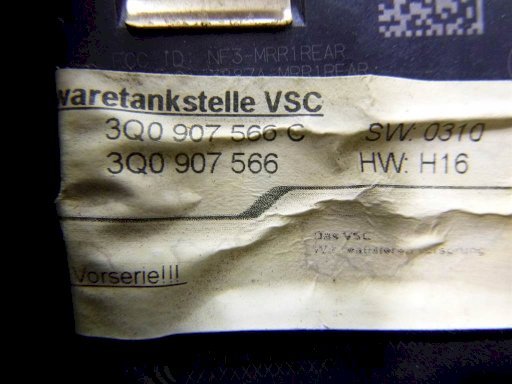 FCC ID: NF3-MRR1REAR
MRR1REAR
waretankstelle VSC
3Q0 907 566 C SW: 0310
3Q0 907 566 HW: H16
Das VSC
Vorserie!!!